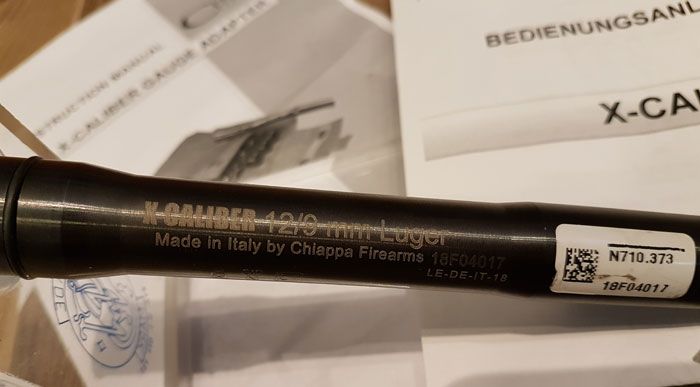 INSTRUCTION MANUAL
X-CALIBER GAUGE ADAPTER
BEDIENUNGSANL
X-CAL
X-CALIBER 12/9 mm Luger
Made in Italy by Chiappa Firearms 18F04017
LE-DE-IT-18
N710.373
18F04017